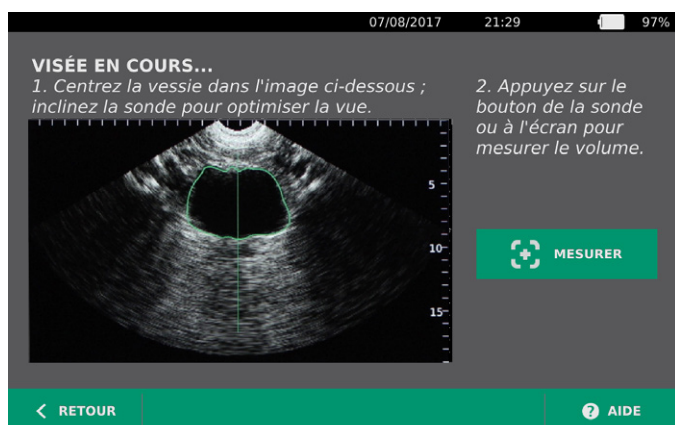 07/08/2017 21:29 97%
VISÉE EN COURS...
1. Centrez la vessie dans l'image ci-dessous ;
inclinez la sonde pour optimiser la vue.
2. Appuyez sur le
bouton de la sonde
ou à l'écran pour
mesurer le volume.
5
10
15
MESURER
RETOUR
? AIDE